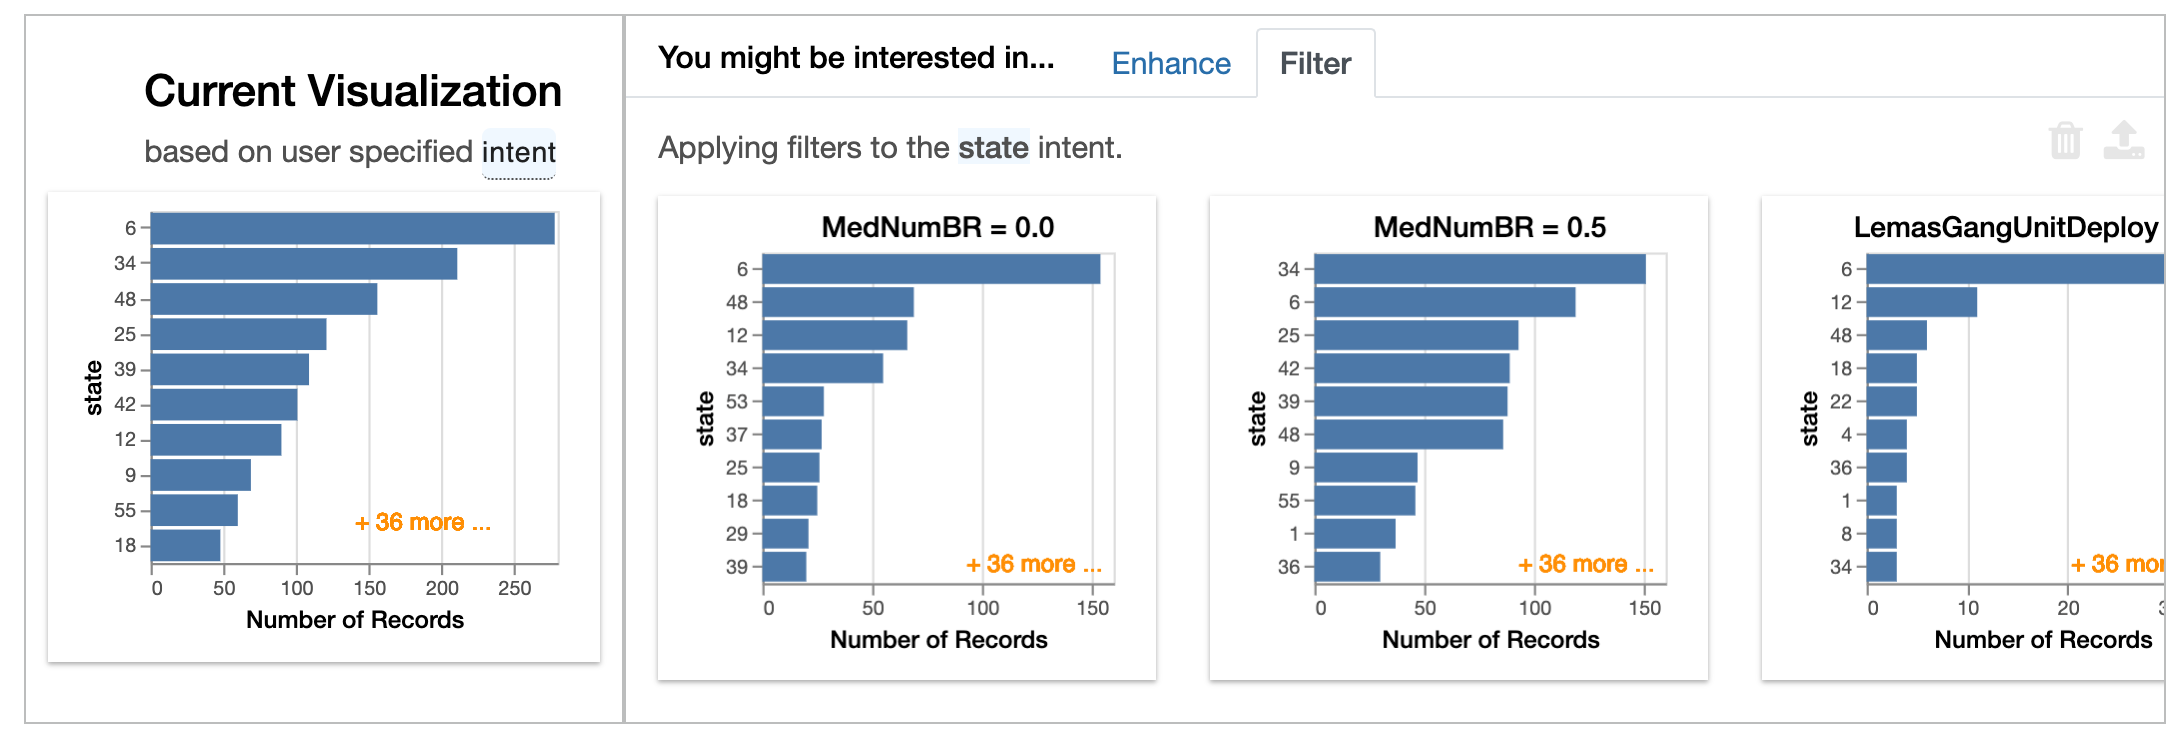 Current Visualization
based on user specified intent
state
6
34
48
25
39
42
12
9
55
18
+ 36 more ...
0 50 100 150 200 250
Number of Records
You might be interested in... Enhance Filter
Applying filters to the state intent.
MedNumBR = 0.0
state
6
48
12
34
53
37
25
18
29
39
+ 36 more ...
0 50 100 150
Number of Records
MedNumBR = 0.5
state
34
6
25
42
39
48
9
55
1
36
+ 36 more ...
0 50 100 150
Number of Records
LemasGangUnitDeploy
state
6
12
48
18
22
4
36
1
8
34
+ 36
0 10 20
Number of Records